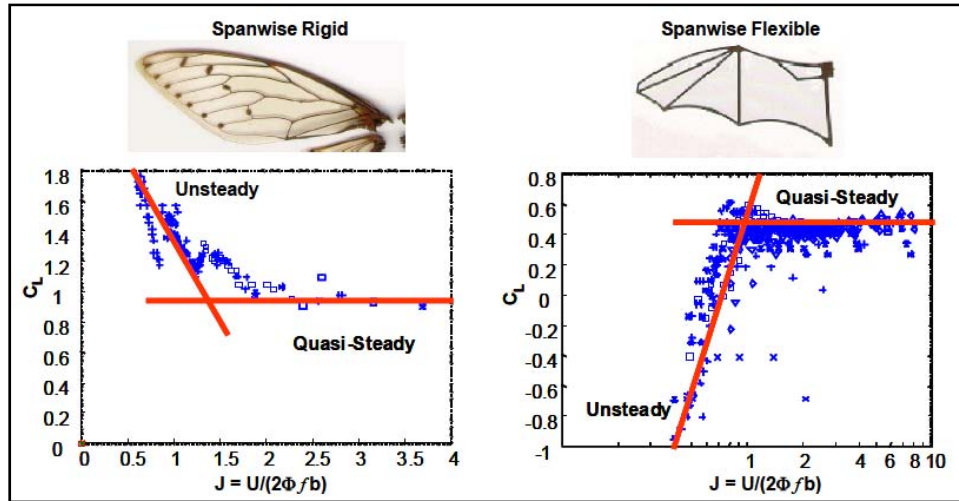 Spanwise Rigid
Spanwise Flexible
1.8
1.6
1.4
1.2
1
0.8
0.6
0.4
0.2
0
C_L
Unsteady
Quasi-Steady
0 0.5 1 1.5 2 2.5 3 3.5 4
J = U/(2Φfb)
0.8
0.6
0.4
0.2
0
-0.2
-0.4
-0.6
-0.8
-1
C_L
Quasi-Steady
Unsteady
1 2 4 6 8 10
J = U/(2Φfb)